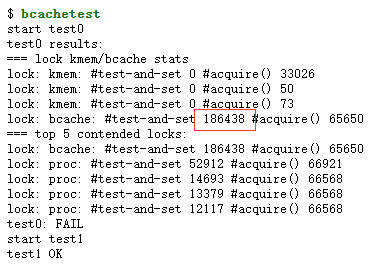 $ bcachetest
start test0
test0 results:
=== lock kmem/bcache stats
lock: kmem: #test-and-set 0 #acquire() 33026
lock: kmem: #test-and-set 0 #acquire() 50
lock: kmem: #test-and-set 0 #acquire() 73
lock: bcache: #test-and-set 186438 #acquire() 65650
=== top 5 contended locks:
lock: bcache: #test-and-set 186438 #acquire() 65650
lock: proc: #test-and-set 52912 #acquire() 66921
lock: proc: #test-and-set 14693 #acquire() 66568
lock: proc: #test-and-set 13379 #acquire() 66568
lock: proc: #test-and-set 12117 #acquire() 66568
test0: FAIL
start test1
test1 OK